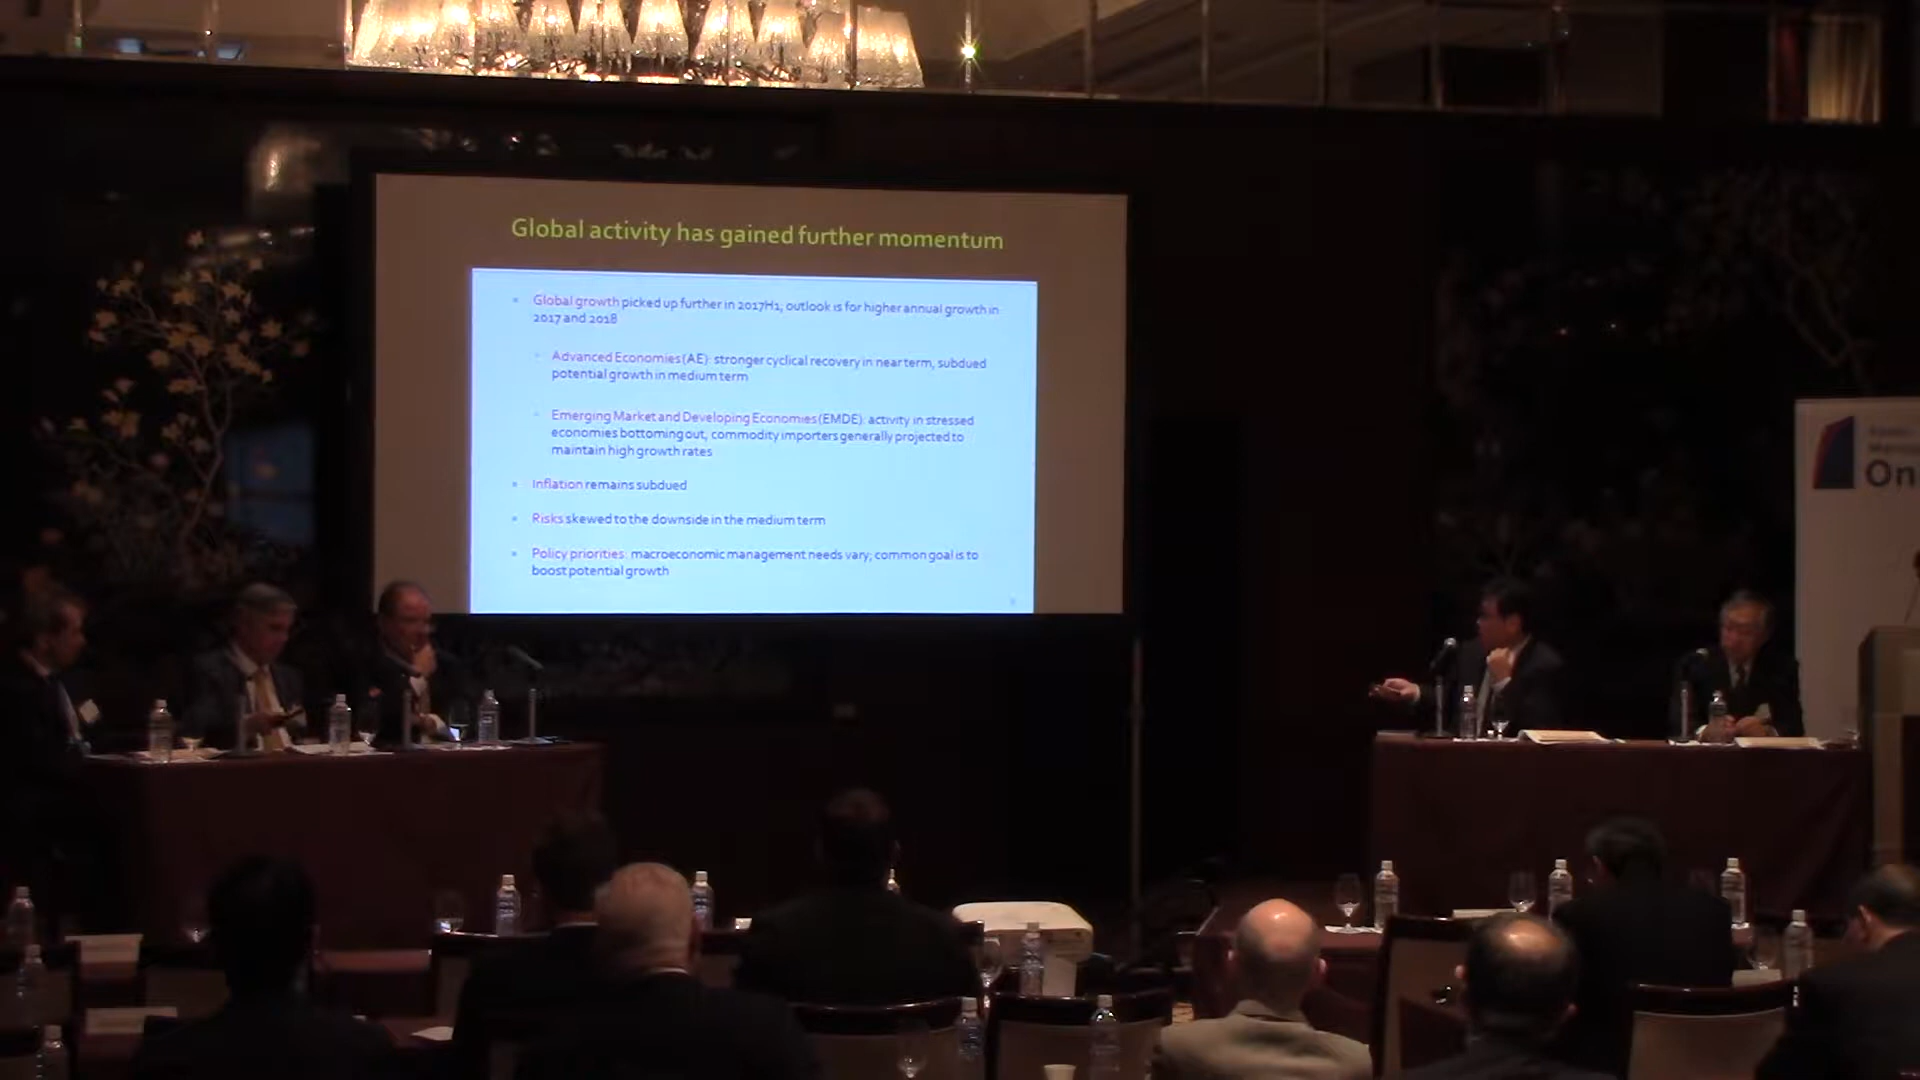 Global activity has gained further momentum
Global growth picked up further in 2017H1; outlook is for higher annual growth in
2017 and 2018
Advanced Economies (AE): stronger cyclical recovery in near term, subdued
potential growth in medium term
Emerging Market and Developing Economies (EMDE): activity in stressed
economies bottoming out, commodity importers generally projected to
maintain high growth rates
Inflation remains subdued
Risks skewed to the downside in the medium term
Policy priorities: macroeconomic management needs vary; common goal is to
boost potential growth
On